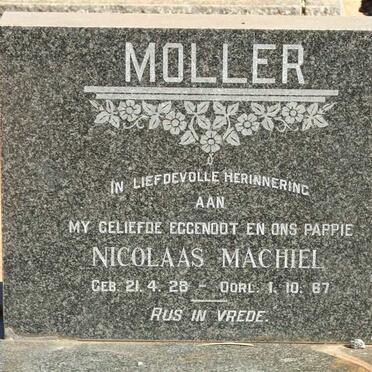 MOLLER
IN LIEFDEVOLLE HERINNERING
AAN
MY GELIEFDE EGGENOOT EN ONS PAPPIE
NICOLAAS MACHIEL
GEB. 21. 4. 28 - OORL. 1. 10. 67
RUS IN VREDE.